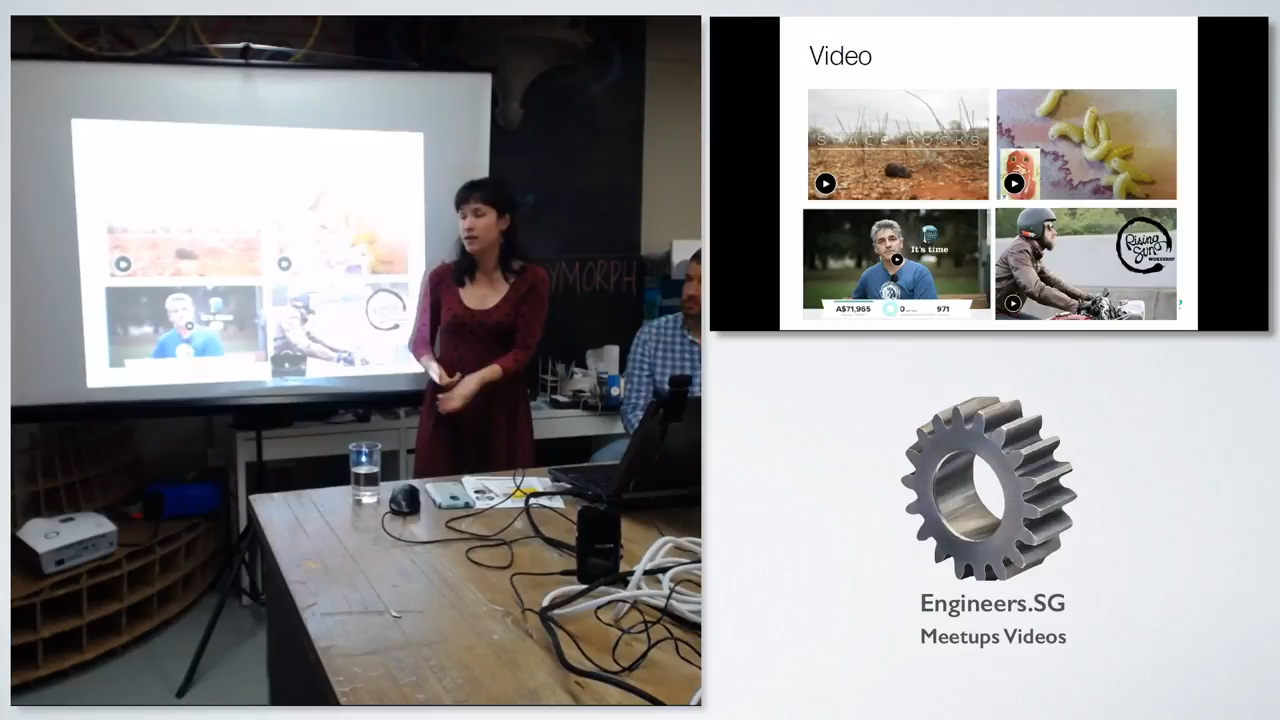 Video
SPACE ROCKS
It's time
A$71,965
0
971
Rising
Sun
WORKSHOP
YMORPH
Engineers.SG
Meetups Videos